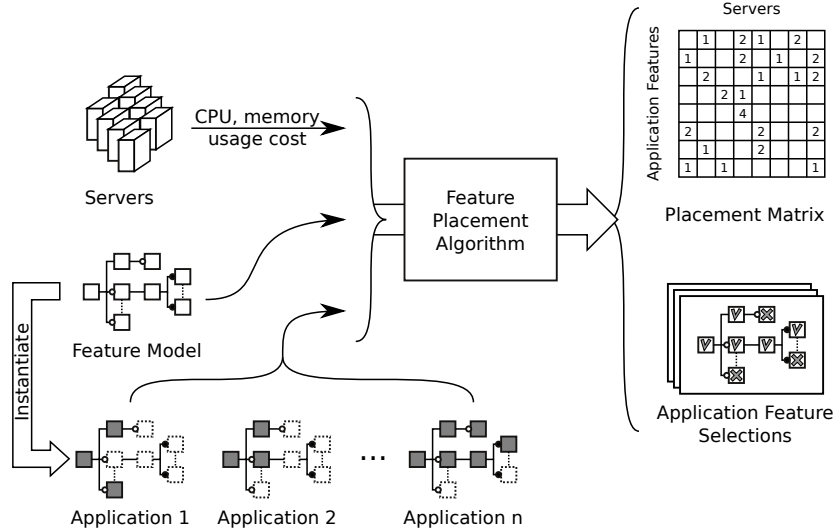 Servers
CPU, memory
usage cost
Servers
Application Features
1 2 1 2
1 2 1 2
2 1 1 2
2 1
4
2 2 2
1 2
1 1 1
Placement Matrix
Feature
Placement
Algorithm
Feature Model
Instantiate
Application 1
Application 2
...
Application n
Application Feature
Selections